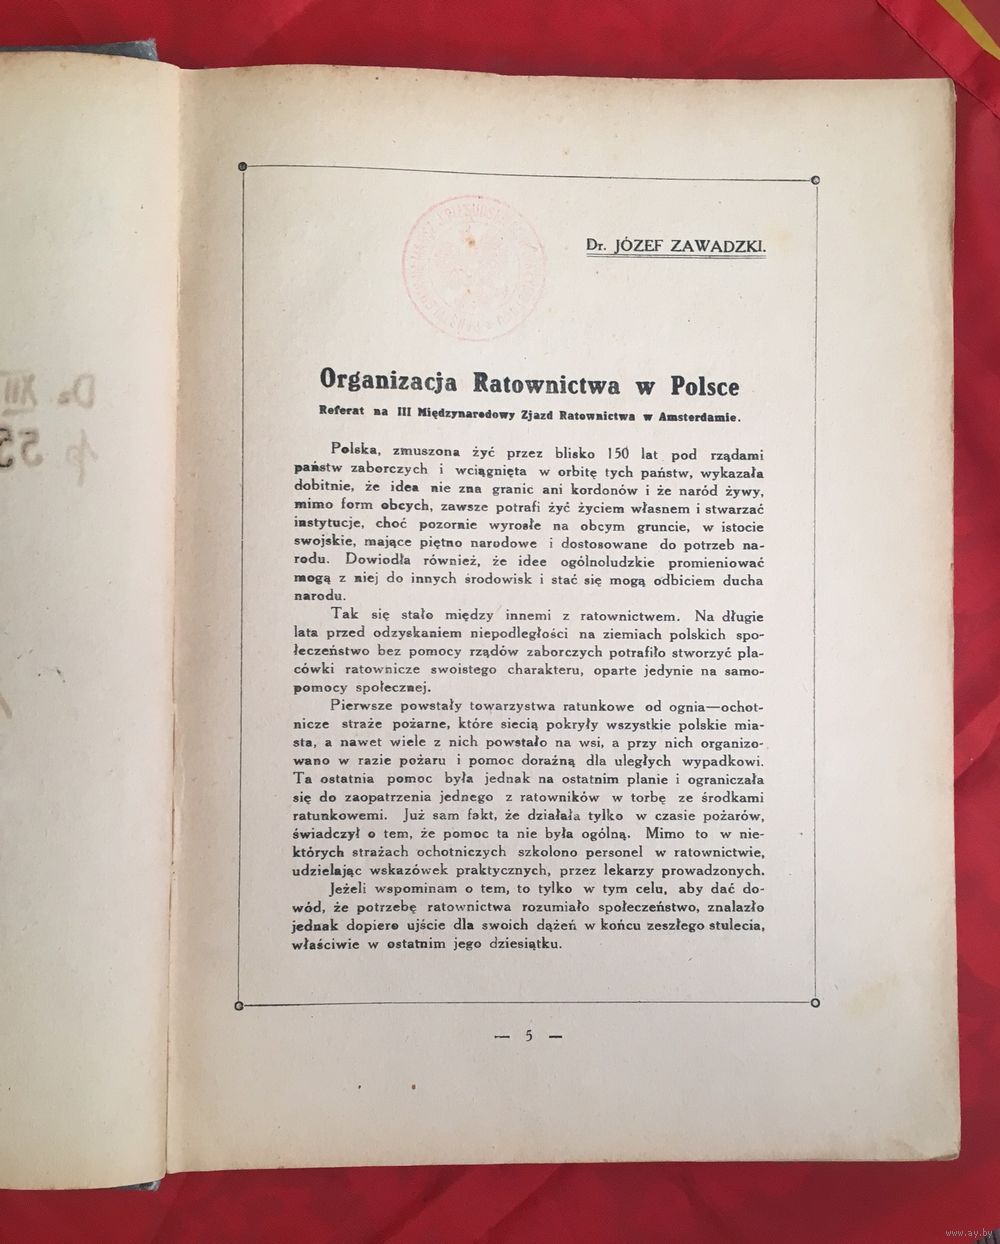 Dr. JÓZEF ZAWADZKI.
Organizacja Ratownictwa w Polsce
Referat na III Międzynarodowy Zjazd Ratownictwa w Amsterdamie.
Polska, zmuszona żyć przez blisko 150 lat pod rządami
państw zaborczych i wciągnięta w orbitę tych państw, wykazała
dobitnie, że idea nie zna granic ani kordonów i że naród żywy,
mimo form obcych, zawsze potrafi żyć życiem własnem i stwarzać
instytucje, choć pozornie wyrosłe na obcym gruncie, w istocie
swojskie, mające piętno narodowe i dostosowane do potrzeb na-
rodu. Dowiodła również, że idee ogólnoludzkie promieniować
mogą z niej do innych środowisk i stać się mogą odbiciem ducha
narodu.
Tak się stało między innemi z ratownictwem. Na długie
lata przed odzyskaniem niepodległości na ziemiach polskich spo-
łeczeństwo bez pomocy rządów zaborczych potrafiło stworzyć pla-
cówki ratownicze swoistego charakteru, oparte jedynie na samo-
pomocy społecznej.
Pierwsze powstały towarzystwa ratunkowe od ognia—ochot-
nicze straże pożarne, które siecią pokryły wszystkie polskie mia-
sta, a nawet wiele z nich powstało na wsi, a przy nich organizo-
wano w razie pożaru i pomoc doraźną dla uległych wypadkowi.
Ta ostatnia pomoc była jednak na ostatnim planie i ograniczała
się do zaopatrzenia jednego z ratowników w torbę ze środkami
ratunkowemi. Już sam fakt, że działała tylko w czasie pożarów,
świadczył o tem, że pomoc ta nie była ogólną. Mimo to w nie-
których strażach ochotniczych szkolono personel w ratownictwie,
udzielając wskazówek praktycznych, przez lekarzy prowadzonych.
Jeżeli wspominam o tem, to tylko w tym celu, aby dać do-
wód, że potrzebę ratownictwa rozumiało społeczeństwo, znalazło
jednak dopiero ujście dla swoich dążeń w końcu zeszłego stulecia,
właściwie w ostatnim jego dziesiątku.
— 5 —
www.ay.by